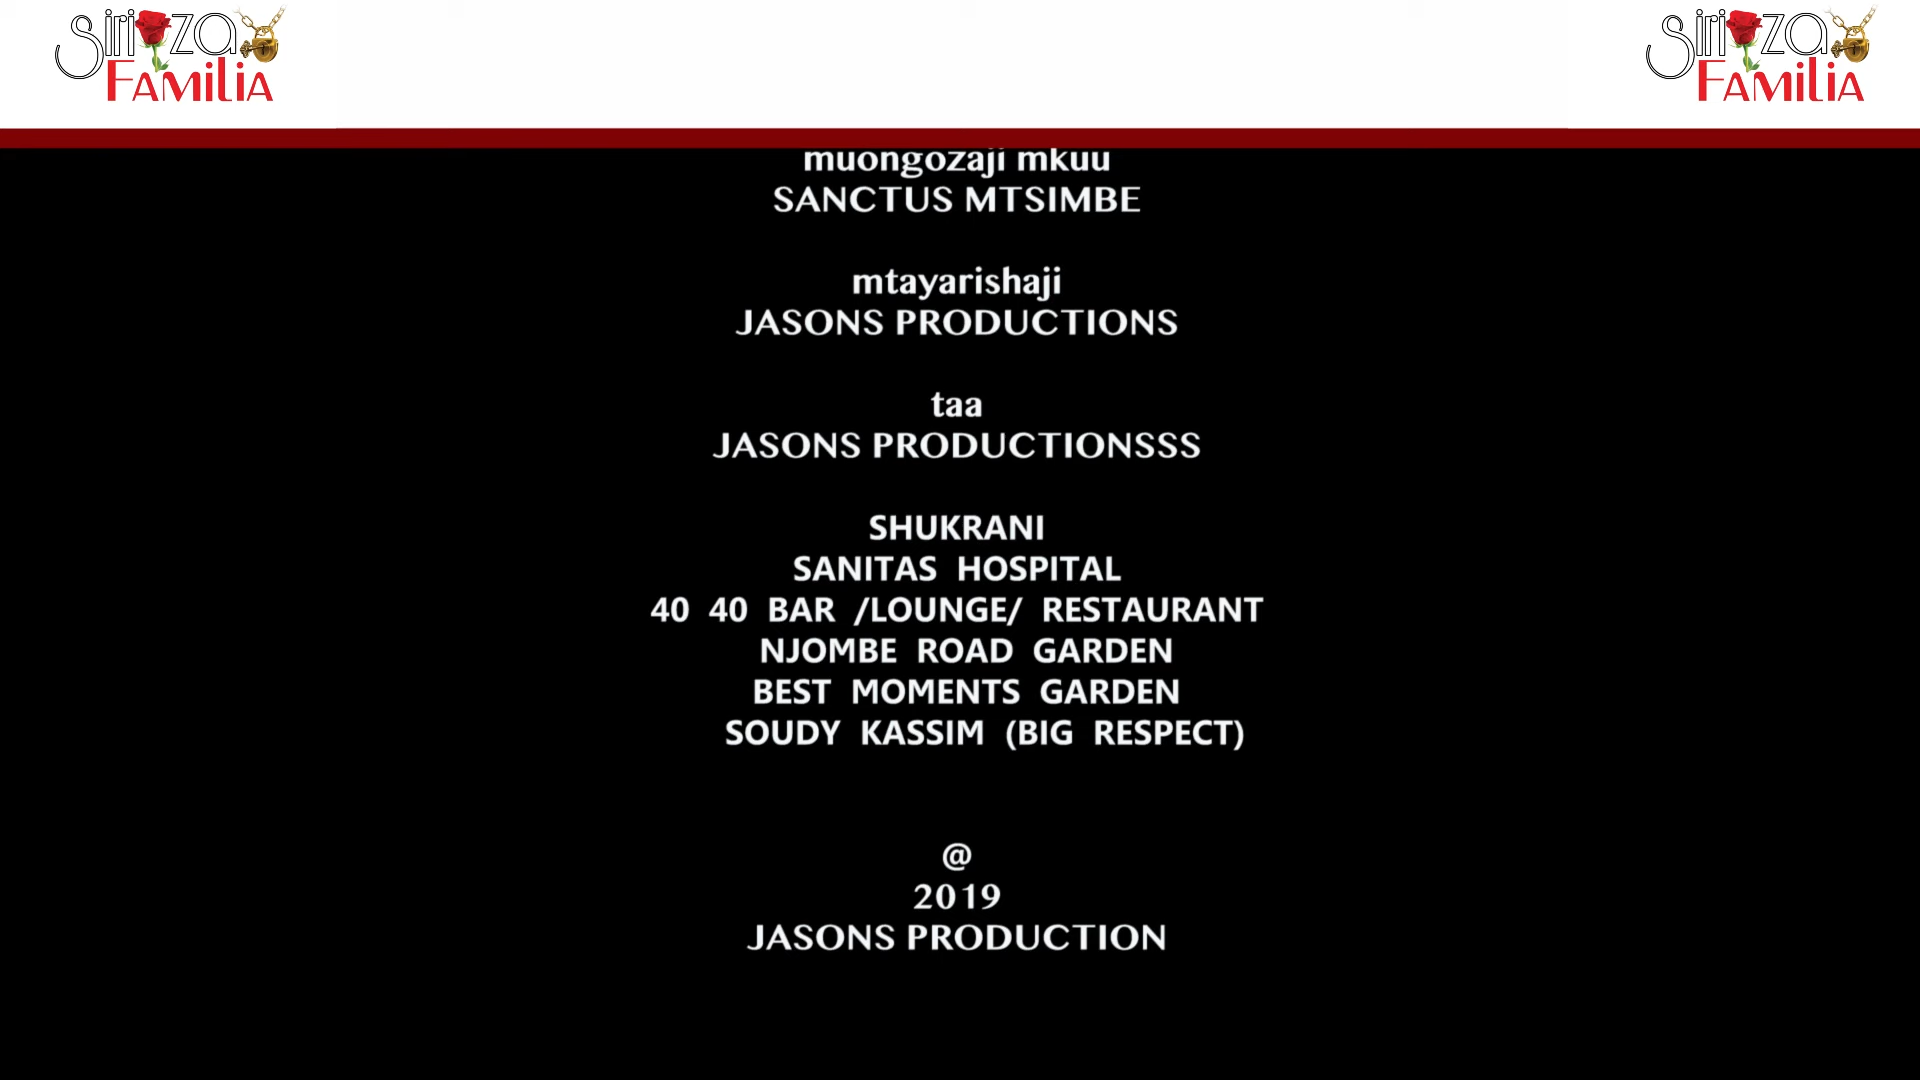 Siri za
FAMILIA
Siri za
FAMILIA
muongozaji mkuu
SANCTUS MTSIMBE
mtayarishaji
JASONS PRODUCTIONS
taa
JASONS PRODUCTIONSSS
SHUKRANI
SANITAS HOSPITAL
40 40 BAR /LOUNGE/ RESTAURANT
NJOMBE ROAD GARDEN
BEST MOMENTS GARDEN
SOUDY KASSIM (BIG RESPECT)
@
2019
JASONS PRODUCTION